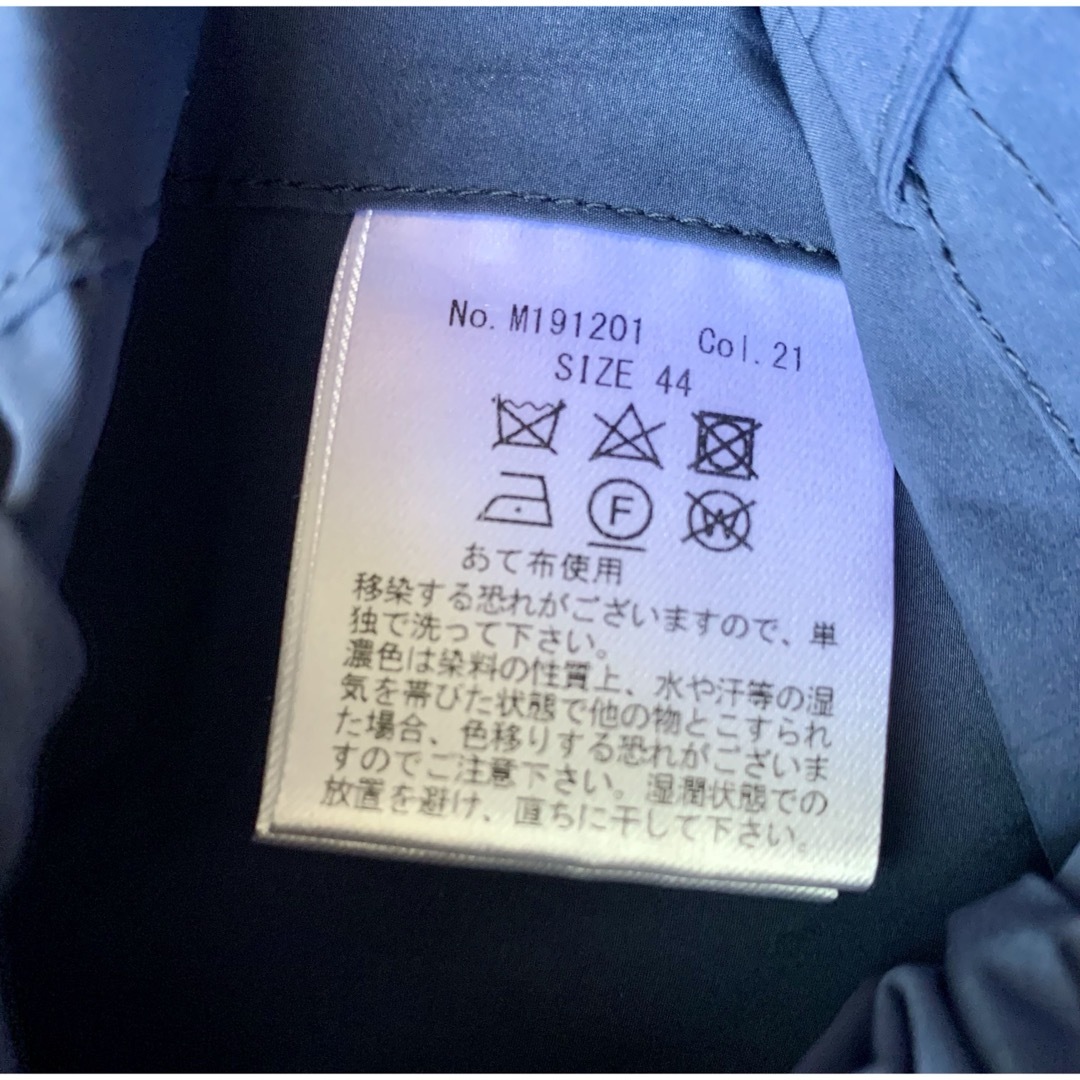 No. M191201 Col. 21
SIZE 44
F W
あて布使用
移染する恐れがございますので、単
独で洗って下さい。
濃色は染料の性質上、水や汗等の湿
気を帯びた状態で他の物とこすられ
た場合、色移りする恐れがございま
すのでご注意下さい。湿潤状態での
放置を避け、直ちに干して下さい。